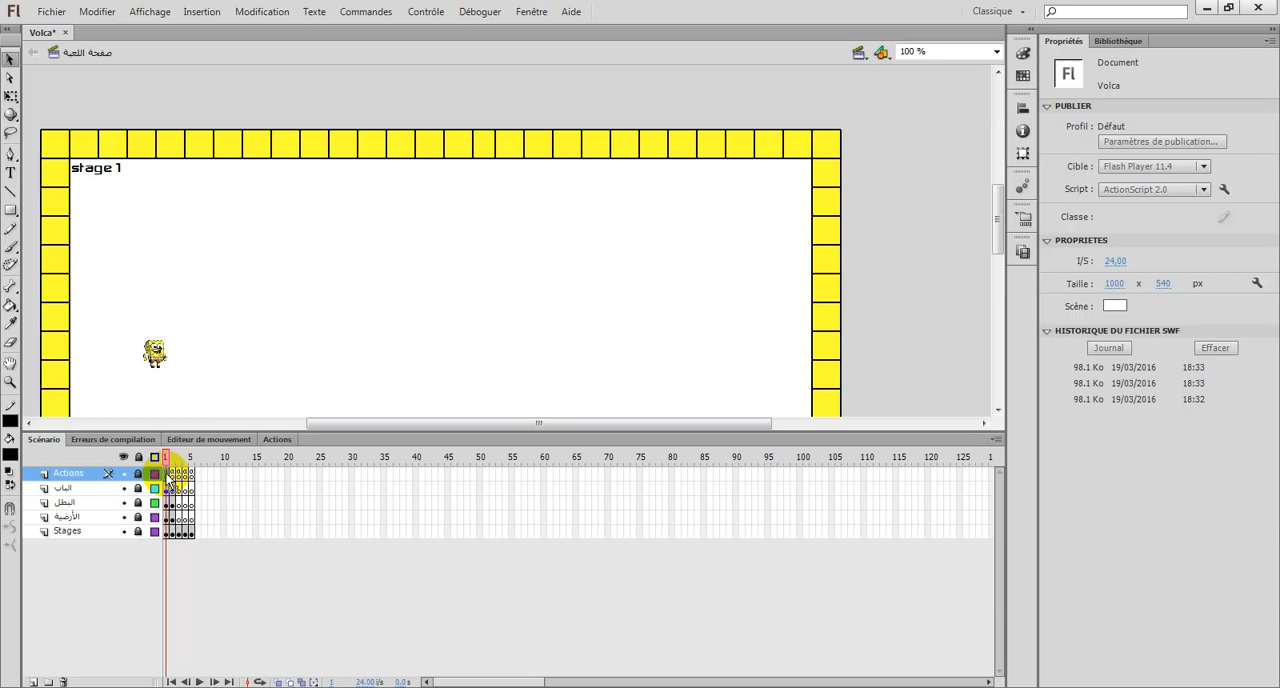 Fl Fichier Modifier Affichage Insertion Modification Texte Commandes Contrôle Déboguer Fenêtre Aide Classique
Volca* ×
صفحة اللعبة 100 %
stage 1
Propriétés Bibliothèque
Fl Document
Volca
PUBLIER
Profil : Défaut
Paramètres de publication...
Cible : Flash Player 11.4
Script : ActionScript 2.0
Classe :
PROPRIETES
I/S : 24,00
Taille : 1000 x 540 px
Scène :
HISTORIQUE DU FICHIER SWF
Journal Effacer
98.1 Ko 19/03/2016 18:33
98.1 Ko 19/03/2016 18:33
98.1 Ko 19/03/2016 18:32
Scénario Erreurs de compilation Editeur de mouvement Actions
1 5 10 15 20 25 30 35 40 45 50 55 60 65 70 75 80 85 90 95 100 105 110 115 120 125 1
Actions
الباب
البطل
الأرضية
Stages
1 24,00 i/s 0,0 s